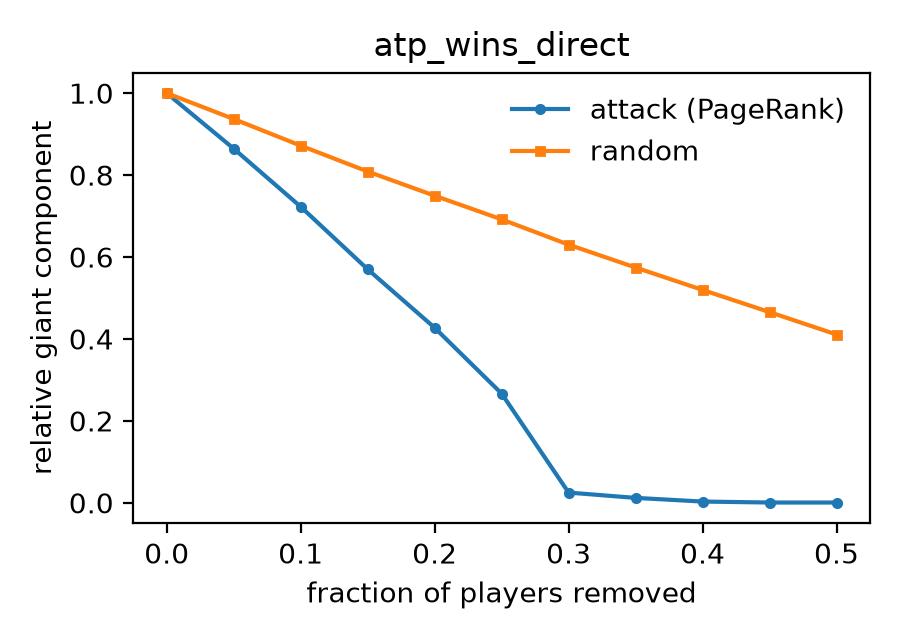 atp_wins_direct
attack (PageRank)
random
relative giant component
1.0
0.8
0.6
0.4
0.2
0.0
0.0 0.1 0.2 0.3 0.4 0.5
fraction of players removed